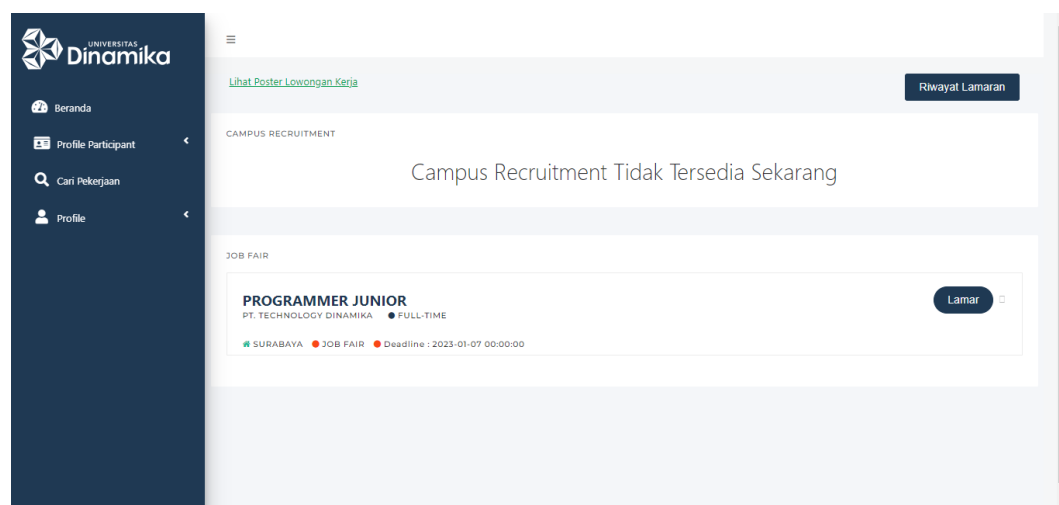 UNIVERSITAS
Dinamika
Beranda
Profile Participant
Cari Pekerjaan
Profile
Lihat Poster Lowongan Kerja
Riwayat Lamaran
CAMPUS RECRUITMENT
Campus Recruitment Tidak Tersedia Sekarang
JOB FAIR
PROGRAMMER JUNIOR
Lamar
PT. TECHNOLOGY DINAMIKA FULL-TIME
SURABAYA JOB FAIR Deadline : 2023-01-07 00:00:00